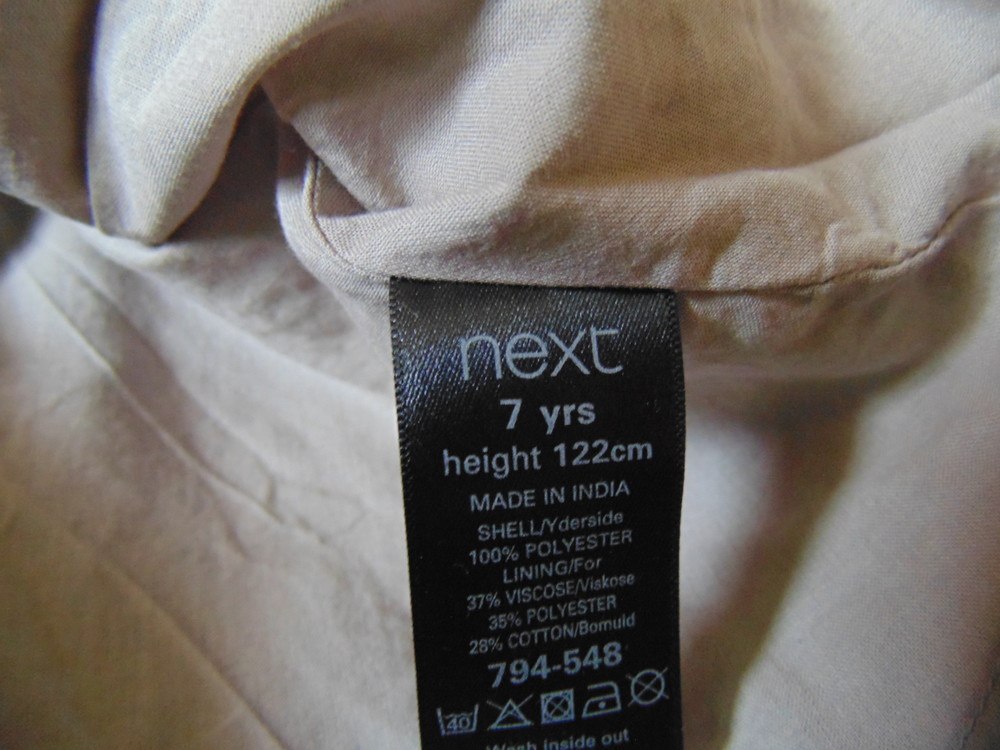 next
7 yrs
height 122cm
MADE IN INDIA
SHELL/Yderside
100% POLYESTER
LINING/For
37% VISCOSE/Viskose
35% POLYESTER
28% COTTON/Bomuld
794-548
40
Wash inside out